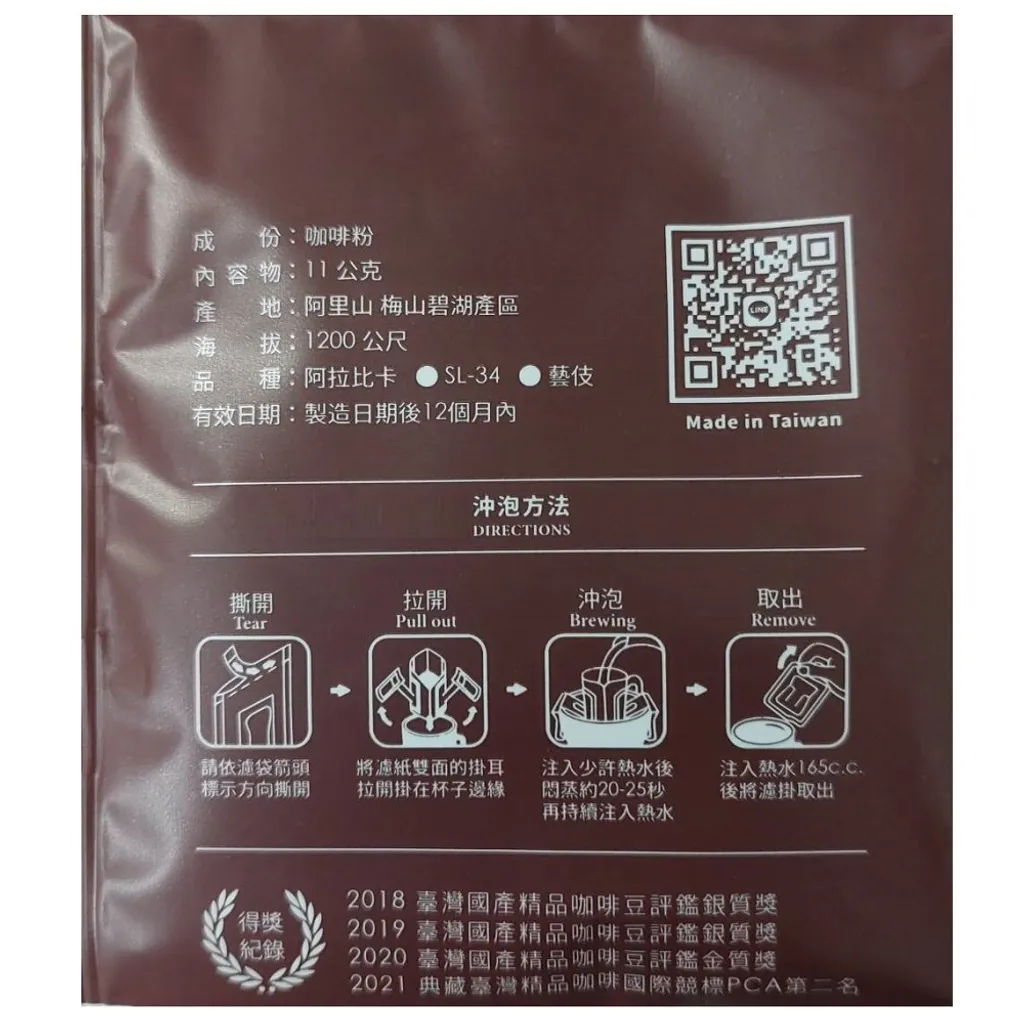 成份：咖啡粉
內容物：11公克
產地：阿里山 梅山碧湖產區
海拔：1200公尺
品種：阿拉比卡 ●SL-34 ●藝伎
有效日期：製造日期後12個月內
LINE
Made in Taiwan
沖泡方法
DIRECTIONS
撕開
Tear
請依濾袋箭頭
標示方向撕開
拉開
Pull out
將濾紙雙面的掛耳
拉開掛在杯子邊緣
沖泡
Brewing
注入少許熱水後
悶蒸約20-25秒
再持續注入熱水
取出
Remove
注入熱水165c.c.
後將濾掛取出
得獎
紀錄
2018 臺灣國產精品咖啡豆評鑑銀質獎
2019 臺灣國產精品咖啡豆評鑑銀質獎
2020 臺灣國產精品咖啡豆評鑑金質獎
2021 典藏臺灣精品咖啡國際競標PCA第二名